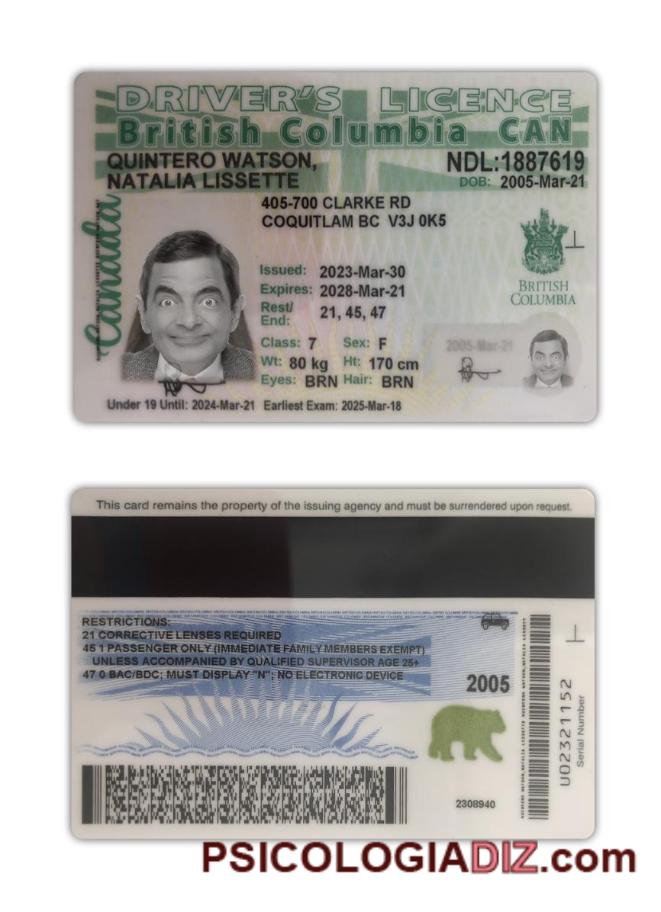 DRIVER'S LICENCE
British Columbia CAN
QUINTERO WATSON,
NATALIA LISSETTE
NDL:1887619
DOB: 2005-Mar-21
405-700 CLARKE RD
COQUITLAM BC V3J 0K5
Canada
Issued: 2023-Mar-30
Expires: 2028-Mar-21
Rest/
End: 21, 45, 47
Class: 7 Sex: F
Wt: 80 kg Ht: 170 cm
Eyes: BRN Hair: BRN
BRITISH
COLUMBIA
2005-Mar-21
Under 19 Until: 2024-Mar-21 Earliest Exam: 2025-Mar-18
This card remains the property of the issuing agency and must be surrendered upon request.
RESTRICTIONS:
21 CORRECTIVE LENSES REQUIRED
45 1 PASSENGER ONLY (IMMEDIATE FAMILY MEMBERS EXEMPT)
UNLESS ACCOMPANIED BY QUALIFIED SUPERVISOR AGE 25+
47 0 BAC/BDC; MUST DISPLAY "N"; NO ELECTRONIC DEVICE
2005
U02321152
Serial Number
2308940
PSICOLOGIADIZ.com